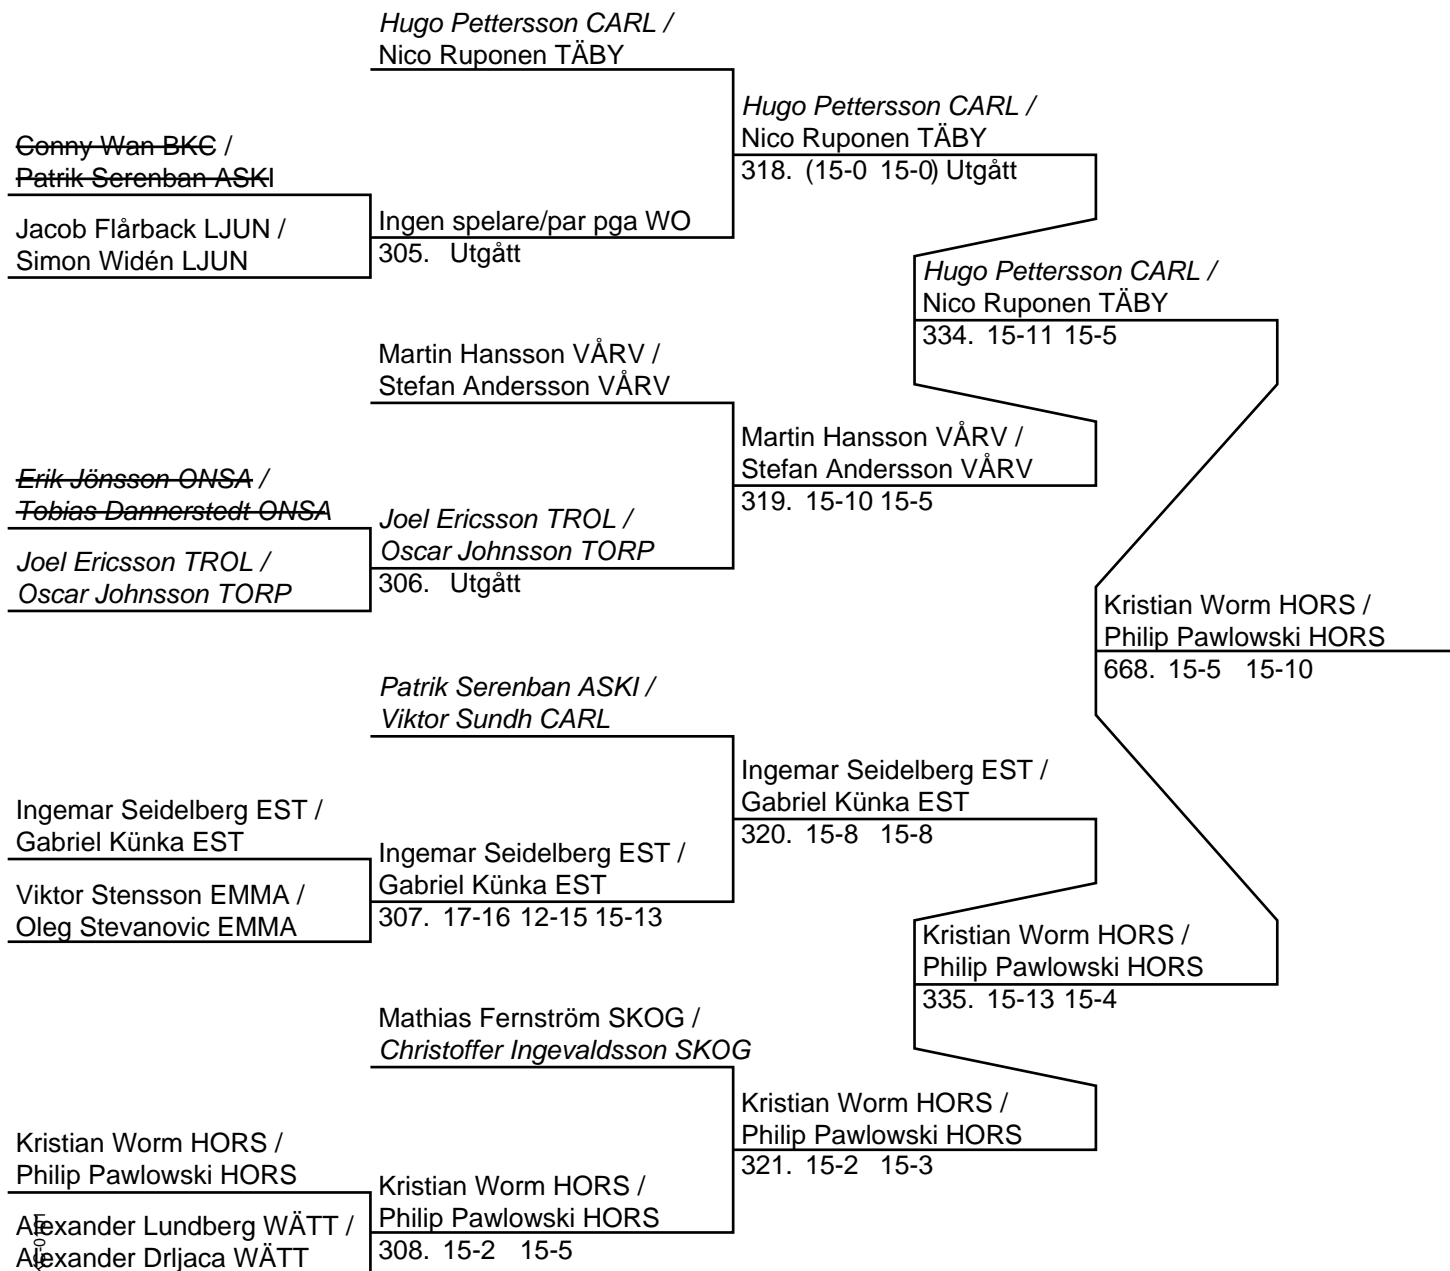 Hugo Pettersson CARL /
Nico Ruponen TÄBY
Hugo Pettersson CARL /
Nico Ruponen TÄBY
318. (15-0 15-0) Utgått
Conny Wan BKC /
Patrik Serenban ASKI
Jacob Flårback LJUN /
Simon Widén LJUN
Ingen spelare/par pga WO
305. Utgått
Hugo Pettersson CARL /
Nico Ruponen TÄBY
334. 15-11 15-5
Martin Hansson VÅRV /
Stefan Andersson VÅRV
Martin Hansson VÅRV /
Stefan Andersson VÅRV
319. 15-10 15-5
Erik Jönsson ONSA /
Tobias Dannerstedt ONSA
Joel Ericsson TROL /
Oscar Johnsson TORP
Joel Ericsson TROL /
Oscar Johnsson TORP
306. Utgått
Kristian Worm HORS /
Philip Pawlowski HORS
668. 15-5 15-10
Patrik Serenban ASKI /
Viktor Sundh CARL
Ingemar Seidelberg EST /
Gabriel Künka EST
320. 15-8 15-8
Ingemar Seidelberg EST /
Gabriel Künka EST
Viktor Stensson EMMA /
Oleg Stevanovic EMMA
Ingemar Seidelberg EST /
Gabriel Künka EST
307. 17-16 12-15 15-13
Kristian Worm HORS /
Philip Pawlowski HORS
335. 15-13 15-4
Mathias Fernström SKOG /
Christoffer Ingevaldsson SKOG
Kristian Worm HORS /
Philip Pawlowski HORS
321. 15-2 15-3
Kristian Worm HORS /
Philip Pawlowski HORS
Alexander Lundberg WÄTT /
Alexander Drljaca WÄTT
Kristian Worm HORS /
Philip Pawlowski HORS
308. 15-2 15-5